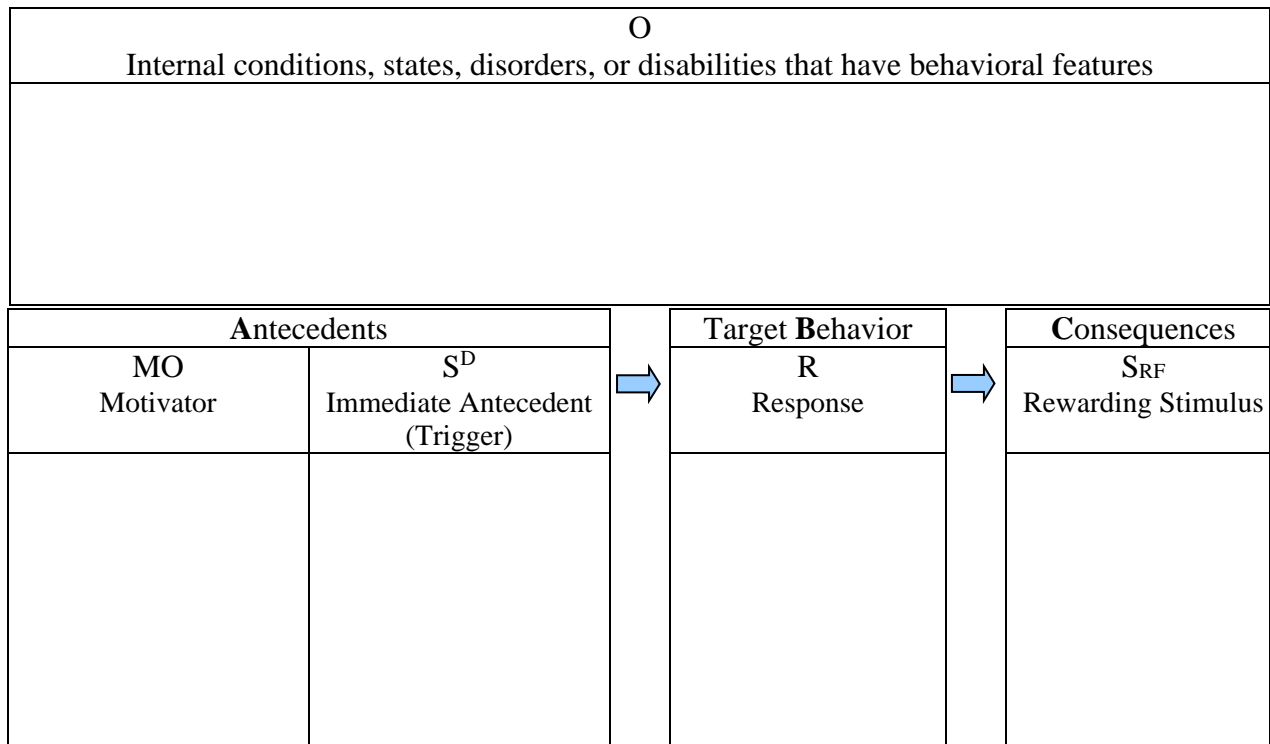 O
Internal conditions, states, disorders, or disabilities that have behavioral features
Antecedents
Target Behavior
Consequences
MO
Motivator
S^D
Immediate Antecedent
(Trigger)
R
Response
SRF
Rewarding Stimulus